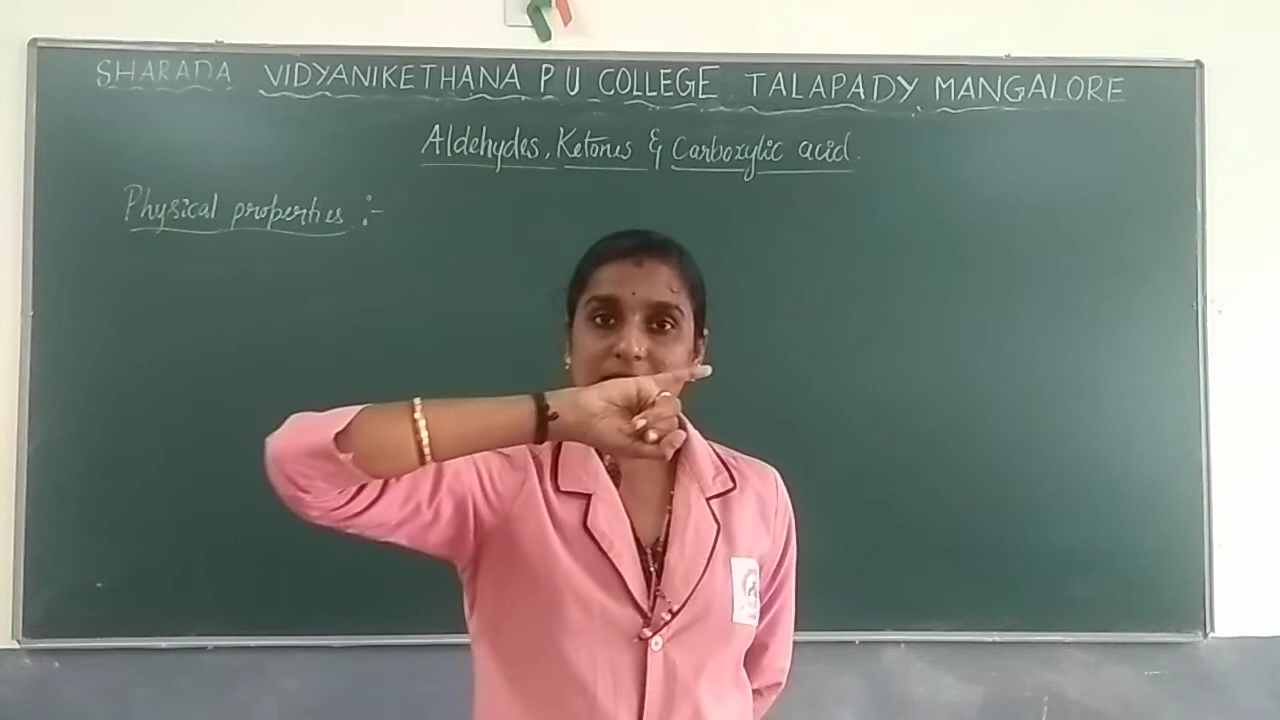 SHARADA VIDYANIKETHANA P U COLLEGE TALAPADY, MANGALORE
Aldehydes, Ketones & Carboxylic acid.
Physical properties :-